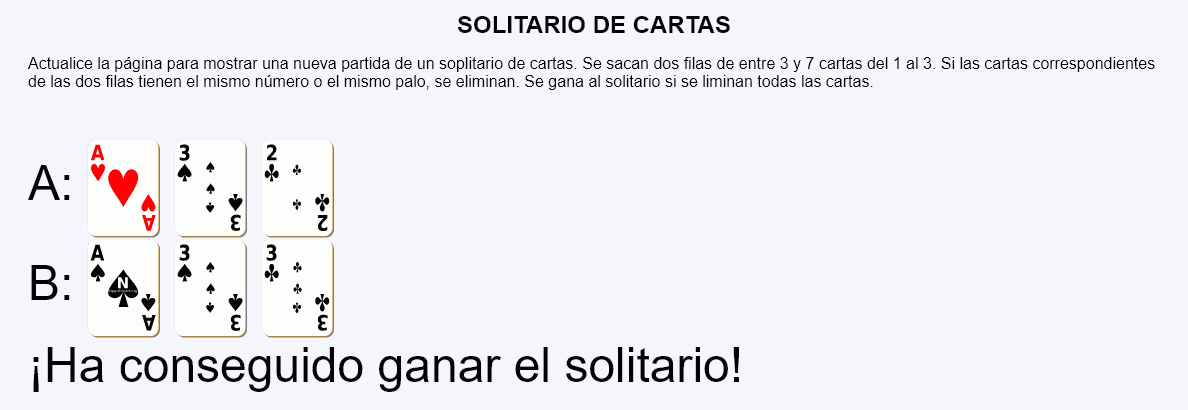 SOLITARIO DE CARTAS
Actualice la página para mostrar una nueva partida de un soplitario de cartas. Se sacan dos filas de entre 3 y 7 cartas del 1 al 3. Si las cartas correspondientes
de las dos filas tienen el mismo número o el mismo palo, se eliminan. Se gana al solitario si se liminan todas las cartas.
A: A A 3 3 2 2
B: A N A 3 3 3 3
¡Ha conseguido ganar el solitario!